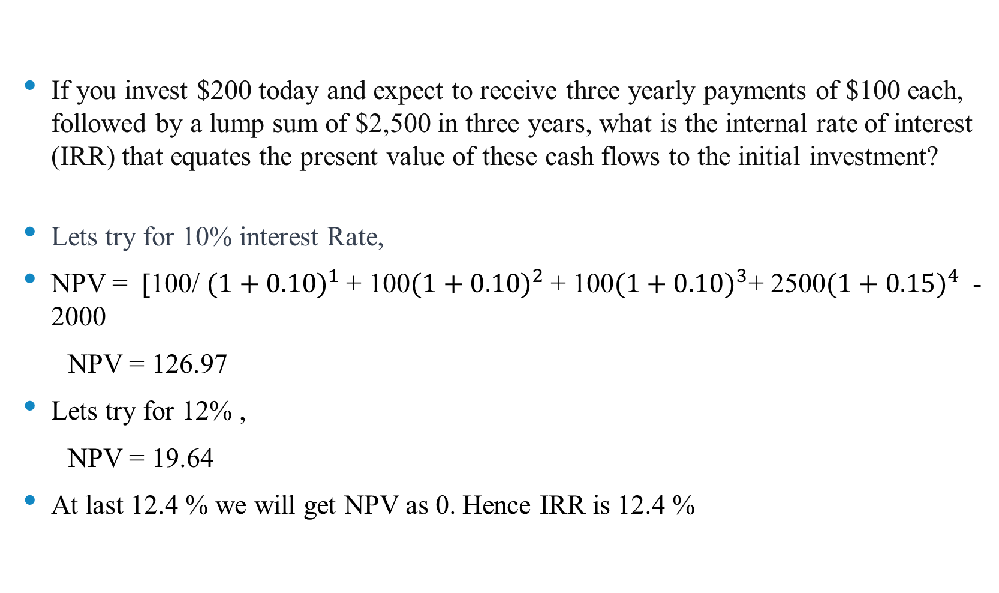 • If you invest $200 today and expect to receive three yearly payments of $100 each,
followed by a lump sum of $2,500 in three years, what is the internal rate of interest
(IRR) that equates the present value of these cash flows to the initial investment?
• Lets try for 10% interest Rate,
• NPV = [100/ (1 + 0.10)¹ + 100(1 + 0.10)² + 100(1 + 0.10)³+ 2500(1 + 0.15)⁴ -
2000
NPV = 126.97
• Lets try for 12% ,
NPV = 19.64
• At last 12.4 % we will get NPV as 0. Hence IRR is 12.4 %